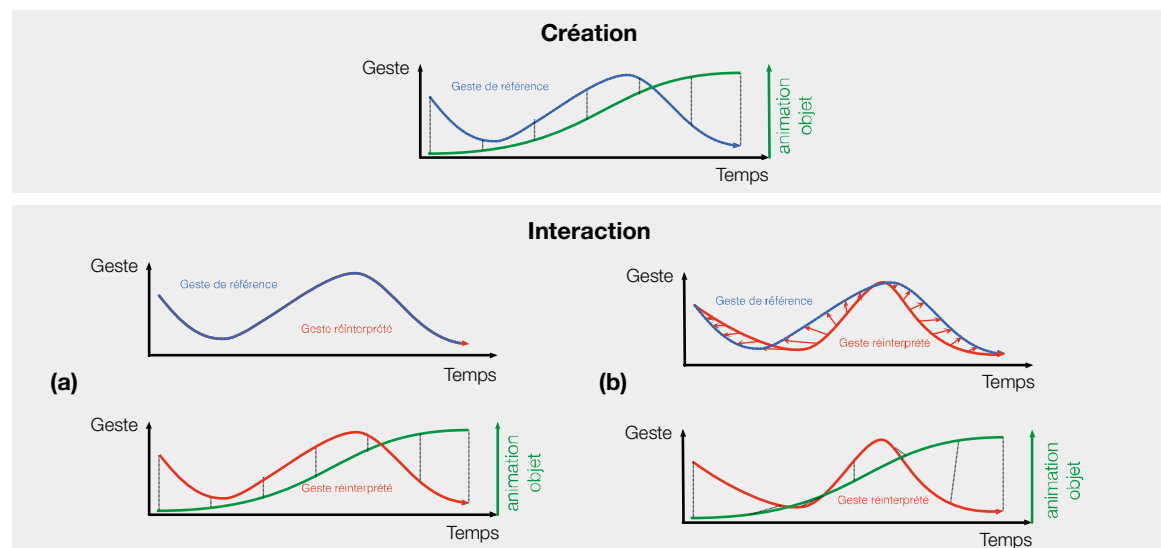 Création
Geste
Geste de référence
animation
objet
Temps
Interaction
Geste
Geste de référence
Geste réinterprété
Temps
(a)
Geste
Geste réinterprété
animation
objet
Temps
Geste
Geste de référence
Geste réinterprété
Temps
(b)
Geste
Geste réinterprété
animation
objet
Temps